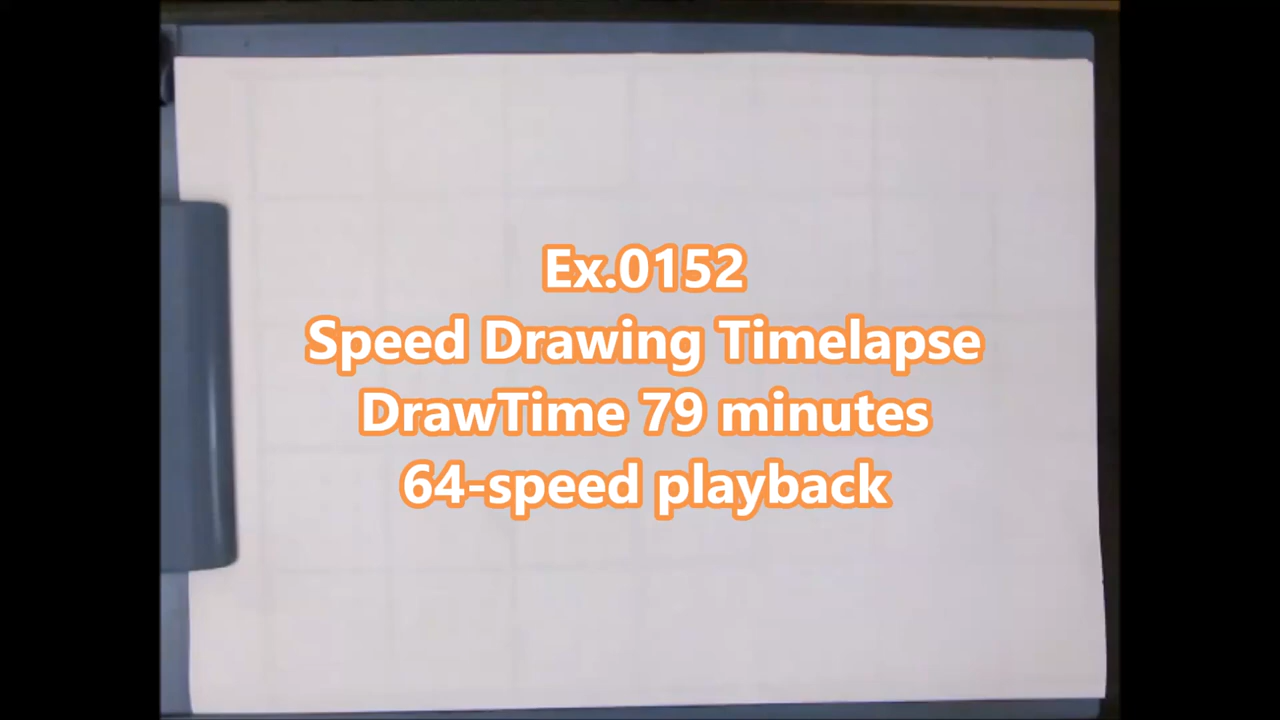 Ex.0152
Speed Drawing Timelapse
DrawTime 79 minutes
64-speed playback